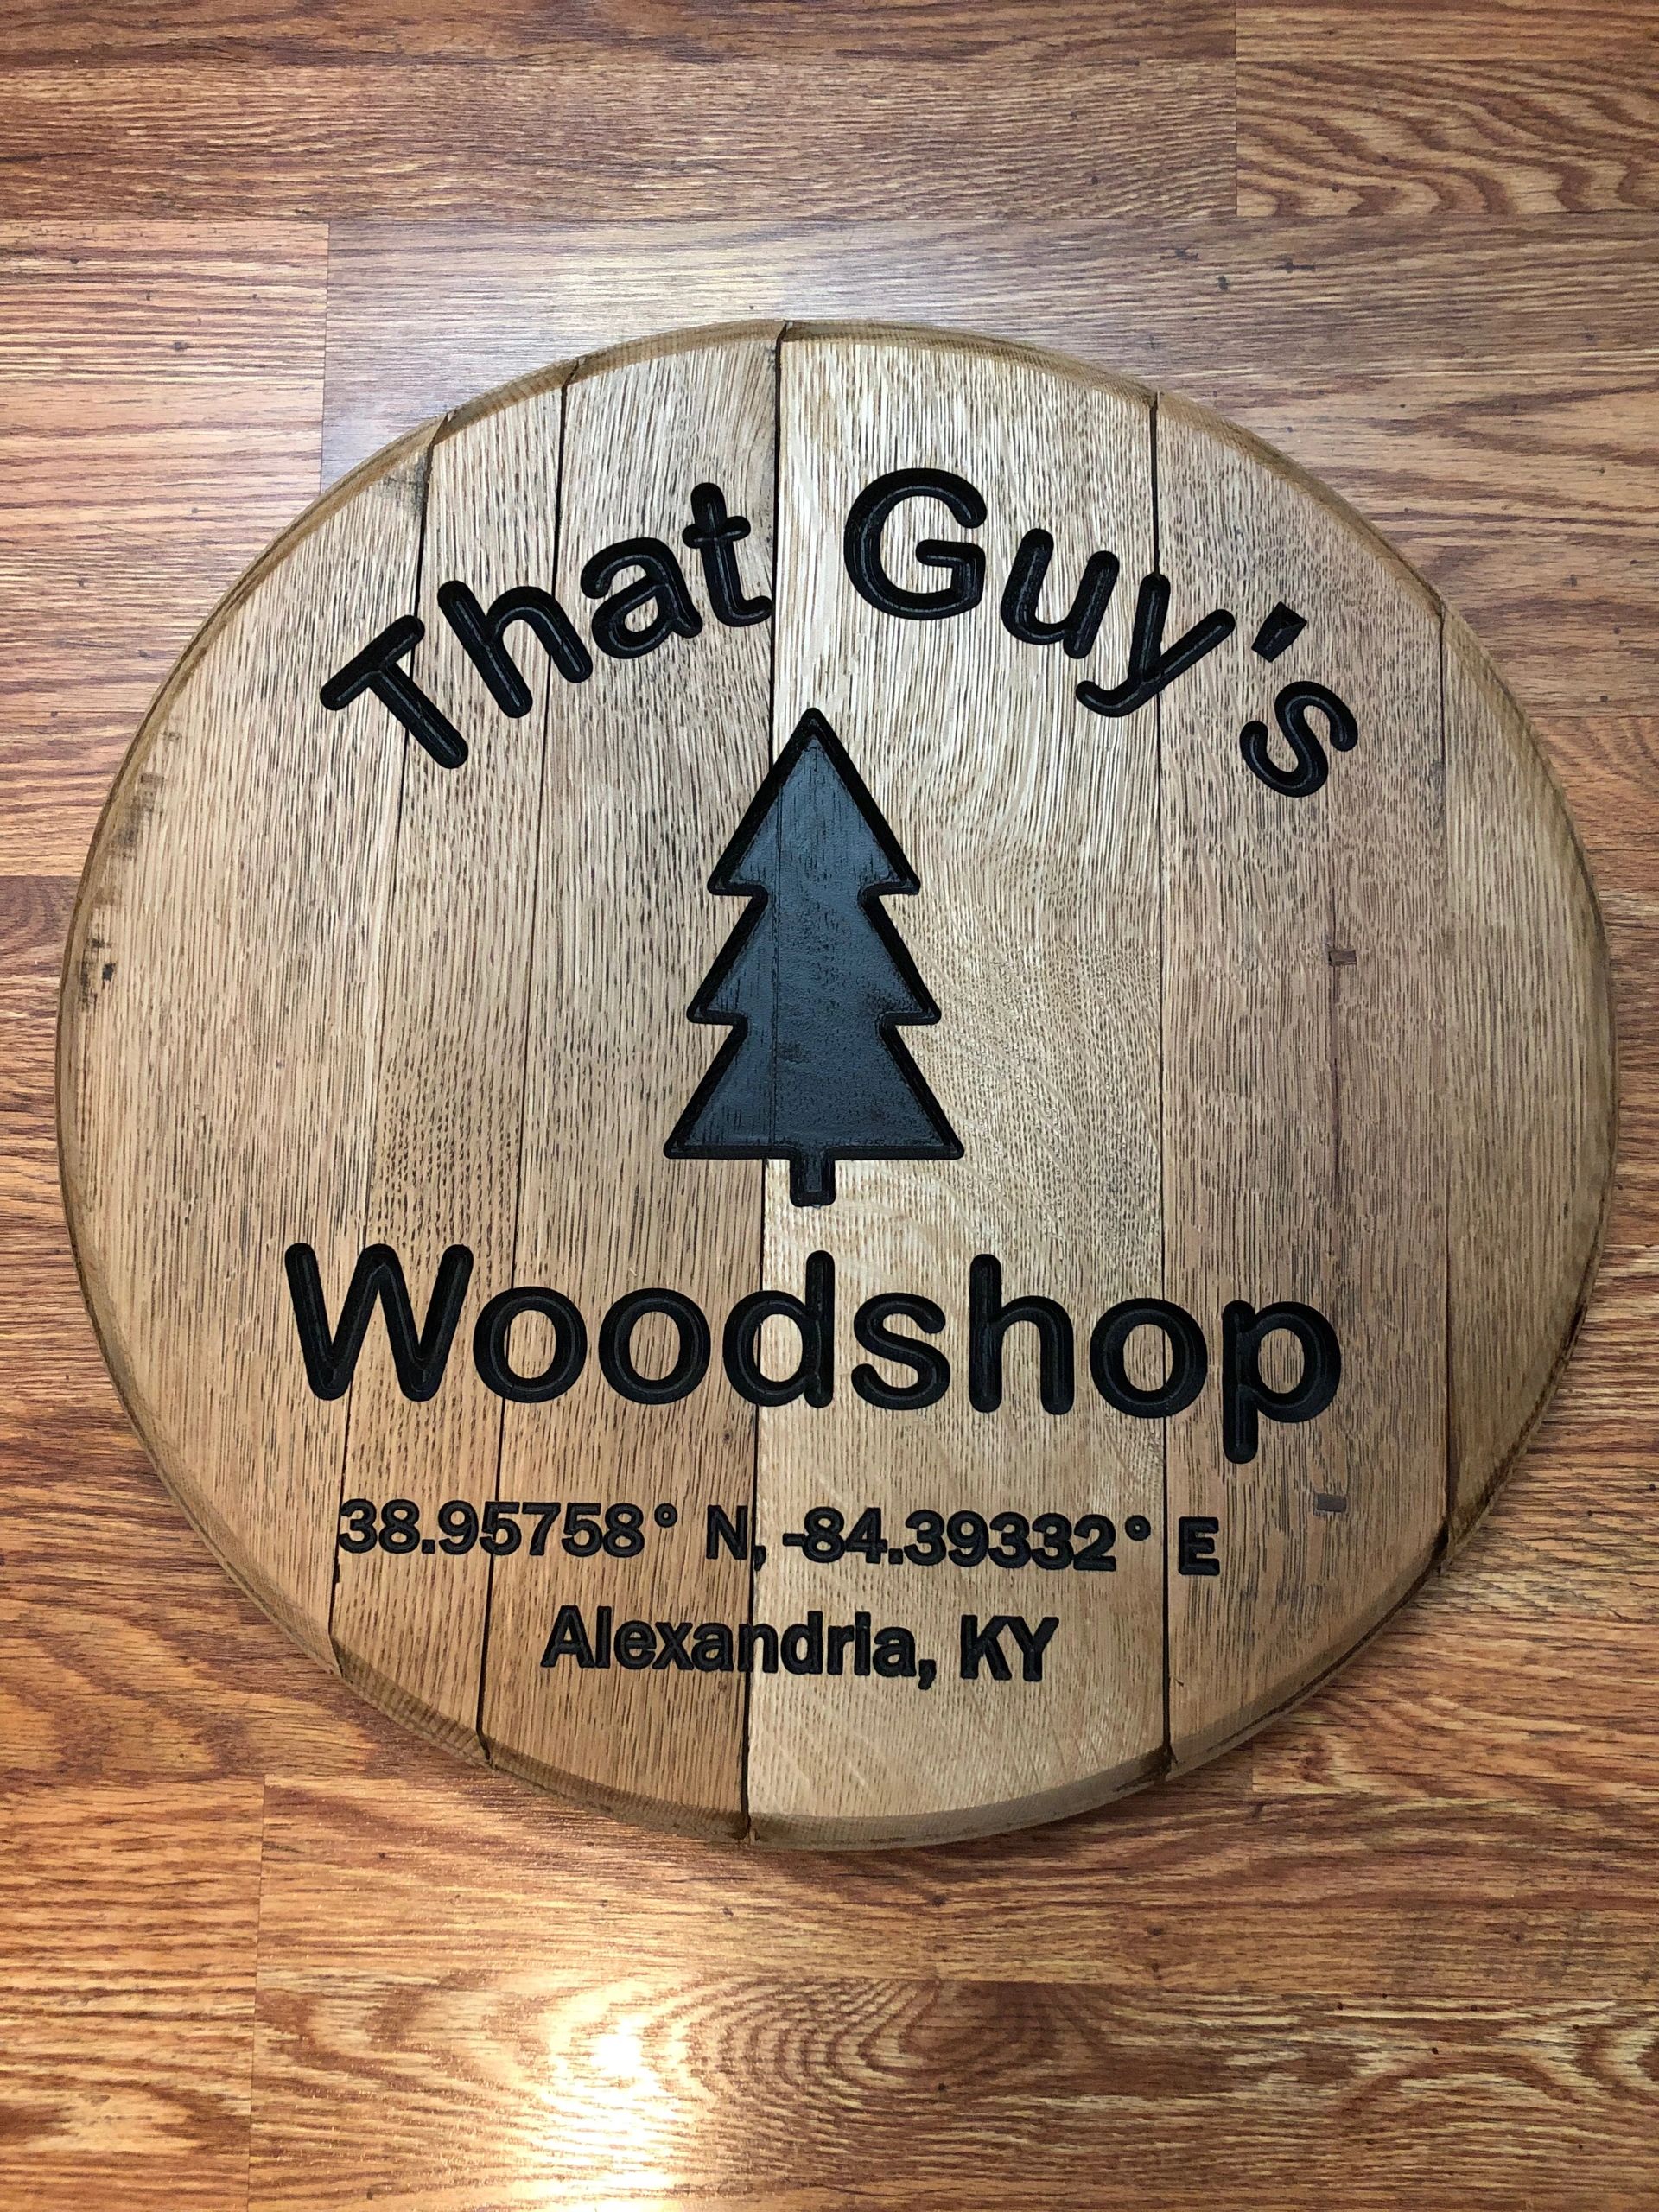 That Guy's
Woodshop
38.95758° N, -84.39332° E
Alexandria, KY